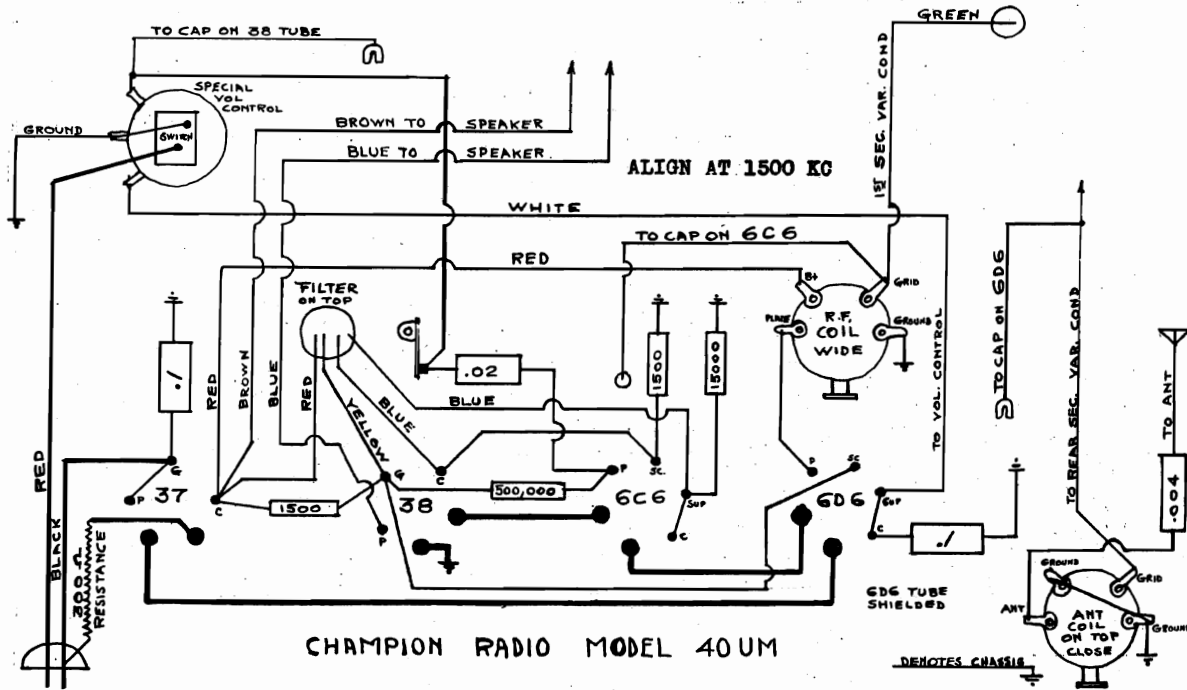 TO CAP ON 38 TUBE
GREEN
SPECIAL
VOL
CONTROL
GROUND
SWITCH
BROWN TO SPEAKER
BLUE TO SPEAKER
ALIGN AT 1500 KC
1ST SEC. VAR. COND
WHITE
TO CAP ON 6C6
RED
FILTER
ON TOP
B+
GRID
PLATE
GROUND
R.F.
COIL
WIDE
TO CAP ON 6D6
TO REAR SEC. VAR. COND
TO ANT
TO VOL. CONTROL
.1
RED
BROWN
BLUE
RED
YELLOW
BLUE
BLUE
.02
1500
15000
RED
BLACK
G
P
37
C
1500
G
38
P
C
500,000
P
6C6
SC.
SUP
C
P
SC
6D6
SUP
C
.1
.004
300 Ω
RESISTANCE
6D6 TUBE
SHIELDED
GROUND
GRID
ANT
GROUND
ANT
COIL
ON TOP
CLOSE
CHAMPION RADIO MODEL 40 UM
DENOTES CHASSIS